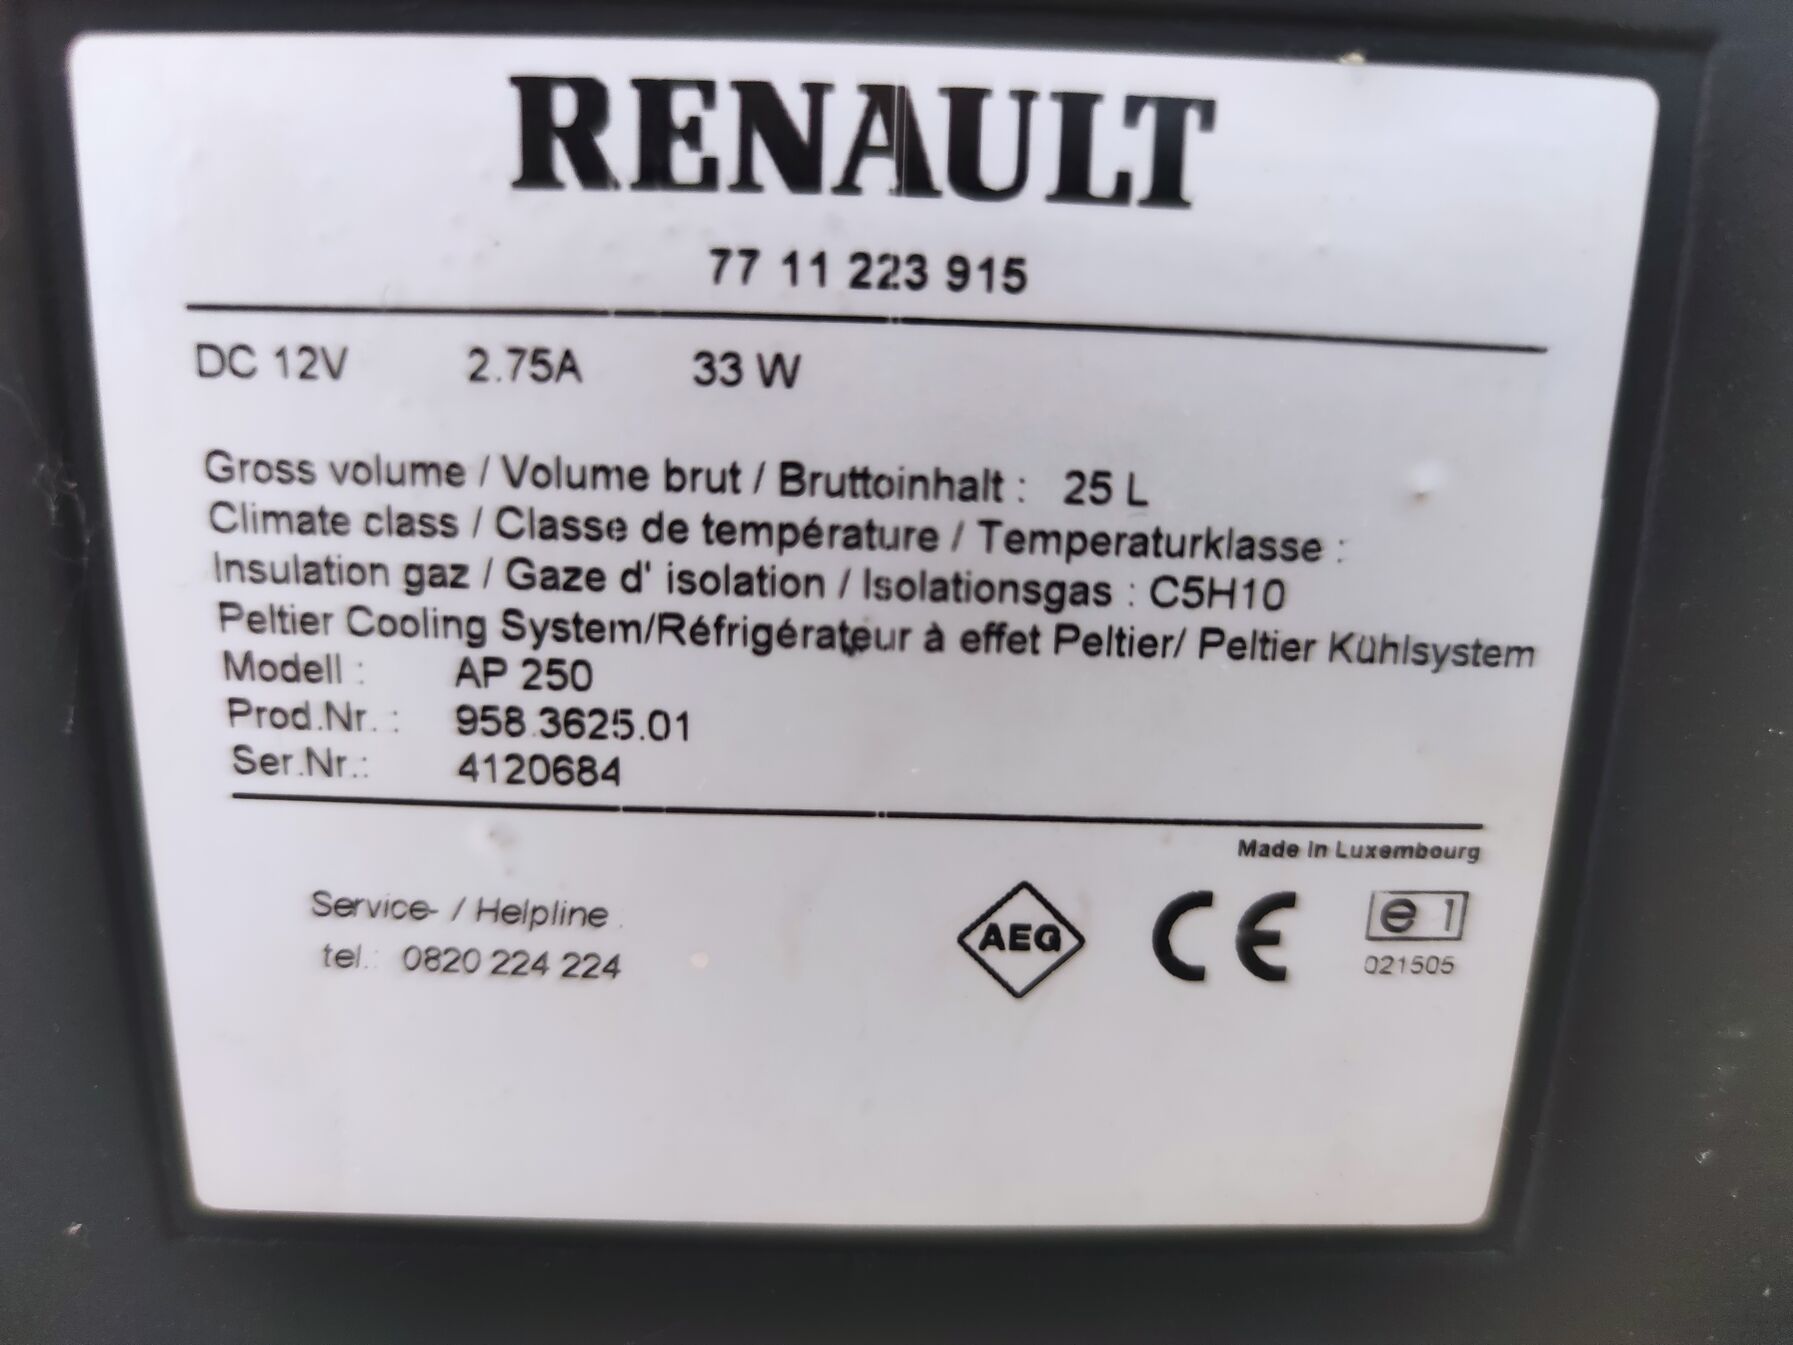 RENAULT
77 11 223 915
DC 12V 2.75A 33 W
Gross volume / Volume brut / Bruttoinhalt : 25 L
Climate class / Classe de température / Temperaturklasse :
Insulation gaz / Gaze d' isolation / Isolationsgas : C5H10
Peltier Cooling System/Réfrigérateur à effet Peltier/ Peltier Kühlsystem
Modell : AP 250
Prod.Nr. : 958.3625.01
Ser.Nr.: 4120684
Made in Luxembourg
Service- / Helpline :
tel.: 0820 224 224
AEG CE e 1
021505